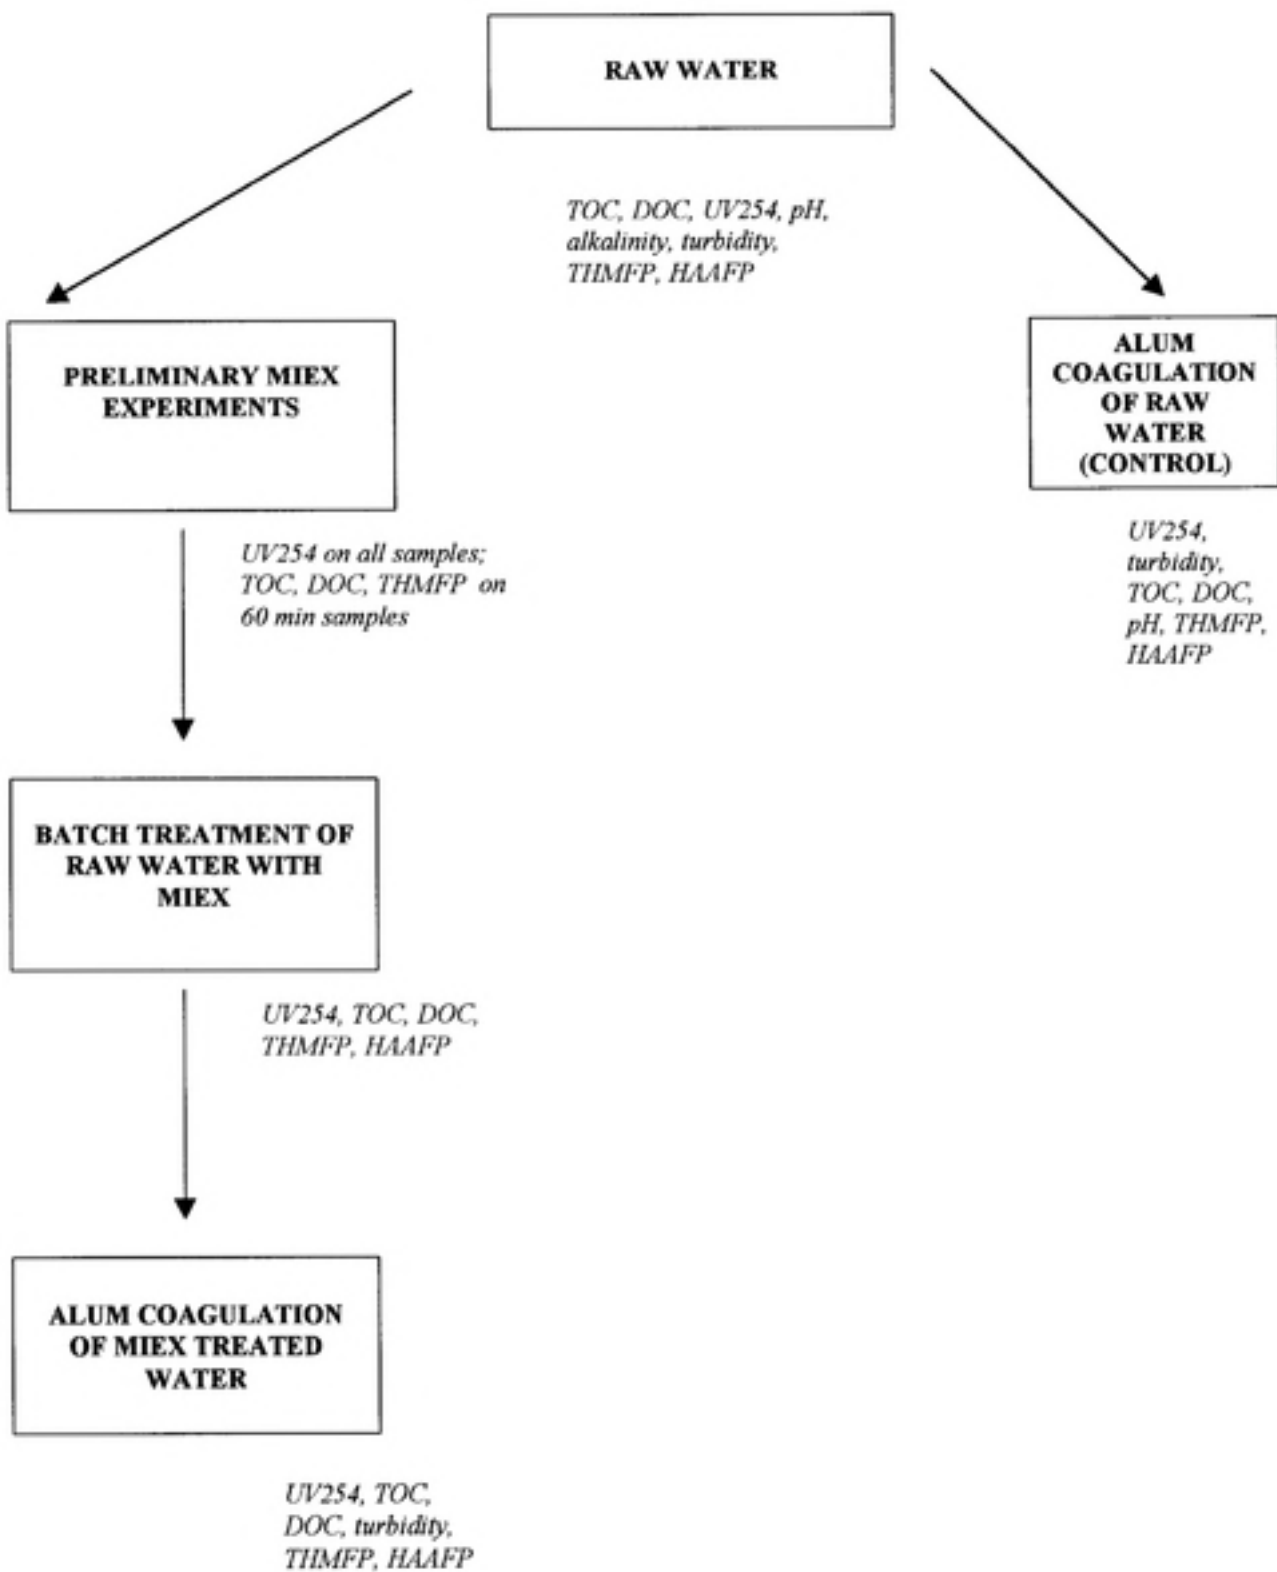 RAW WATER
TOC, DOC, UV254, pH,
alkalinity, turbidity,
THMFP, HAAFP
PRELIMINARY MIEX
EXPERIMENTS
ALUM
COAGULATION
OF RAW
WATER
(CONTROL)
UV254 on all samples;
TOC, DOC, THMFP on
60 min samples
UV254,
turbidity,
TOC, DOC,
pH, THMFP,
HAAFP
BATCH TREATMENT OF
RAW WATER WITH
MIEX
UV254, TOC, DOC,
THMFP, HAAFP
ALUM COAGULATION
OF MIEX TREATED
WATER
UV254, TOC,
DOC, turbidity,
THMFP, HAAFP